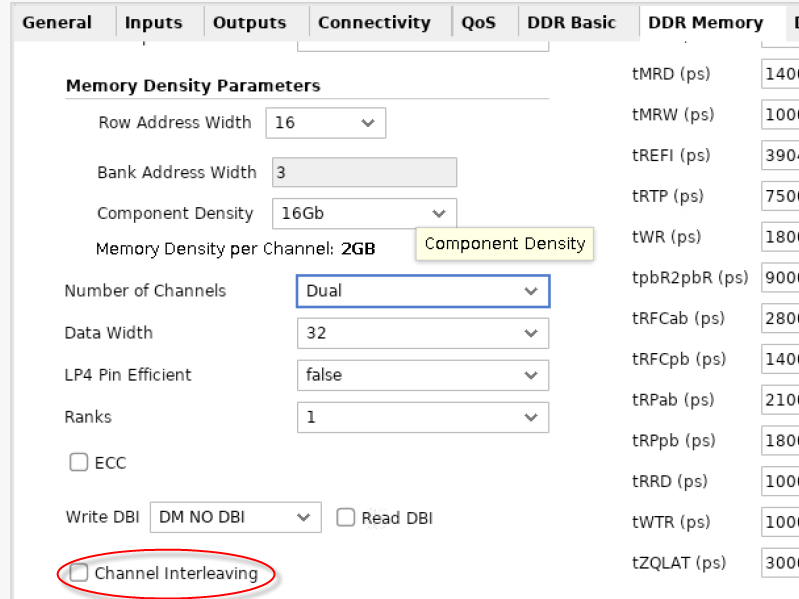 General Inputs Outputs Connectivity QoS DDR Basic DDR Memory
Memory Density Parameters
Row Address Width 16
Bank Address Width 3
Component Density 16Gb
Component Density
Memory Density per Channel: 2GB
Number of Channels Dual
Data Width 32
LP4 Pin Efficient false
Ranks 1
ECC
Write DBI DM NO DBI Read DBI
Channel Interleaving
tMRD (ps) 1400
tMRW (ps) 1000
tREFI (ps) 3904
tRTP (ps) 7500
tWR (ps) 1800
tpbR2pbR (ps) 9000
tRFCab (ps) 2800
tRFCpb (ps) 1400
tRPab (ps) 2100
tRPpb (ps) 1800
tRRD (ps) 1000
tWTR (ps) 1000
tZQLAT (ps) 3000